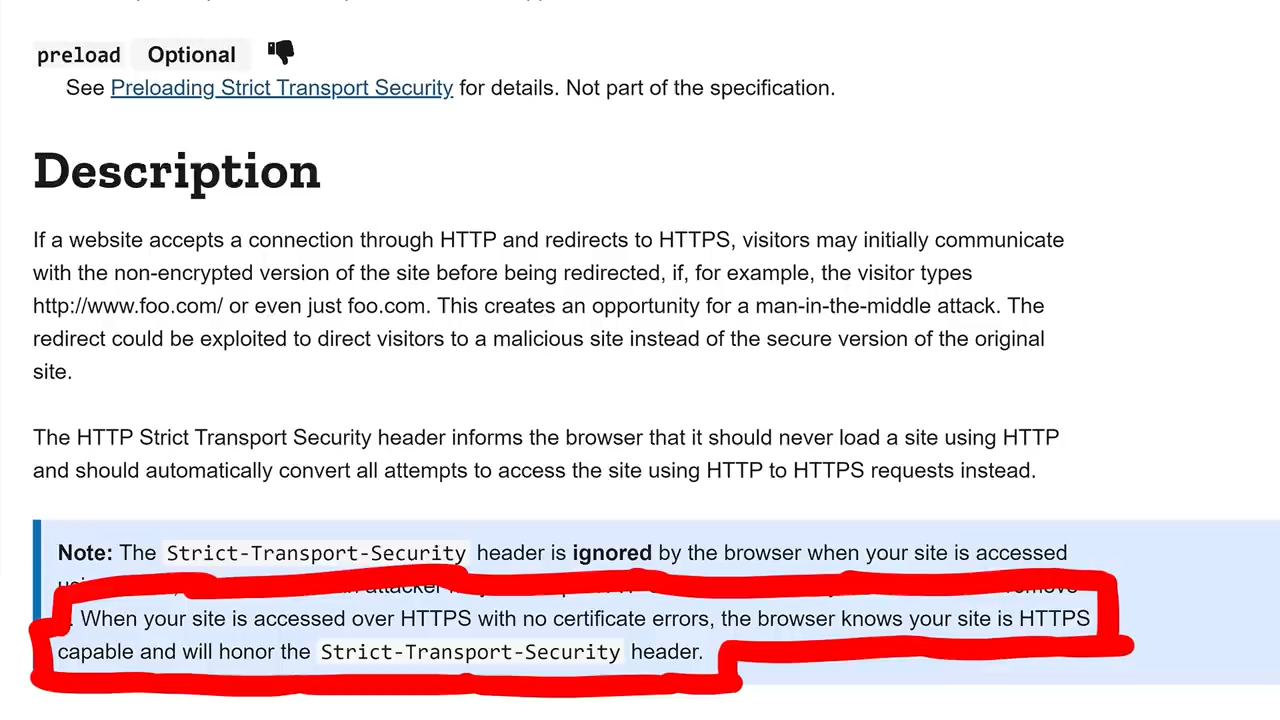 preload Optional
See Preloading Strict Transport Security for details. Not part of the specification.
Description
If a website accepts a connection through HTTP and redirects to HTTPS, visitors may initially communicate
with the non-encrypted version of the site before being redirected, if, for example, the visitor types
http://www.foo.com/ or even just foo.com. This creates an opportunity for a man-in-the-middle attack. The
redirect could be exploited to direct visitors to a malicious site instead of the secure version of the original
site.
The HTTP Strict Transport Security header informs the browser that it should never load a site using HTTP
and should automatically convert all attempts to access the site using HTTP to HTTPS requests instead.
Note: The Strict-Transport-Security header is ignored by the browser when your site is accessed
attacker remove
. When your site is accessed over HTTPS with no certificate errors, the browser knows your site is HTTPS
capable and will honor the Strict-Transport-Security header.